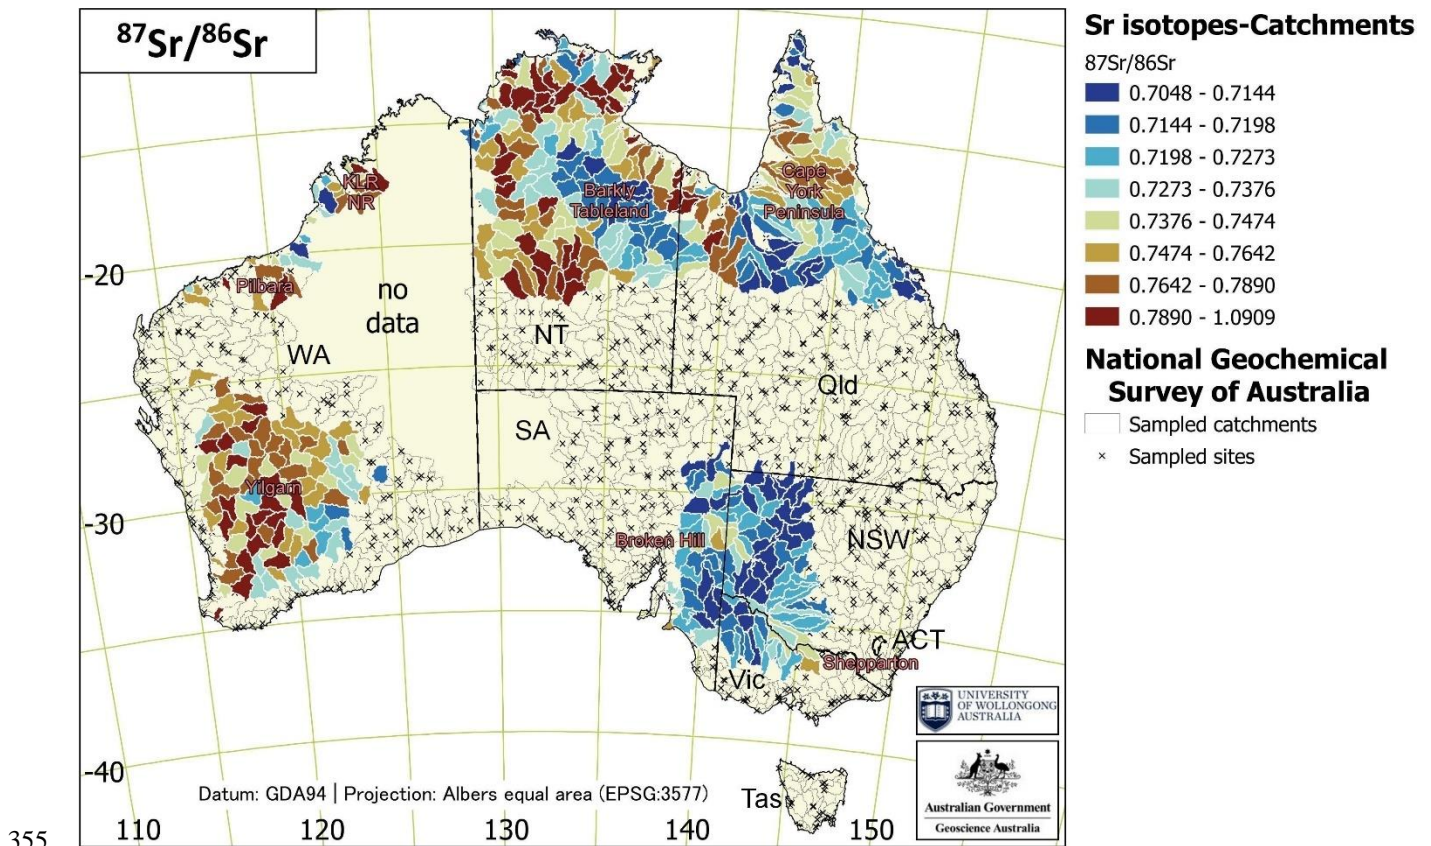 87Sr/86Sr
Sr isotopes-Catchments
87Sr/86Sr
0.7048 - 0.7144
0.7144 - 0.7198
0.7198 - 0.7273
0.7273 - 0.7376
0.7376 - 0.7474
0.7474 - 0.7642
0.7642 - 0.7890
0.7890 - 1.0909
National Geochemical
Survey of Australia
Sampled catchments
× Sampled sites
KLR
NR
Barkly
Tableland
Cape
York
Peninsula
-20
Pilbara
no
data
NT
WA
Qld
SA
Yilgarn
-30
Broken Hill
NSW
ACT
Shepparton
Vic
UNIVERSITY
OF WOLLONGONG
AUSTRALIA
-40
Datum: GDA94 | Projection: Albers equal area (EPSG:3577)
Tas
Australian Government
Geoscience Australia
355
110
120
130
140
150